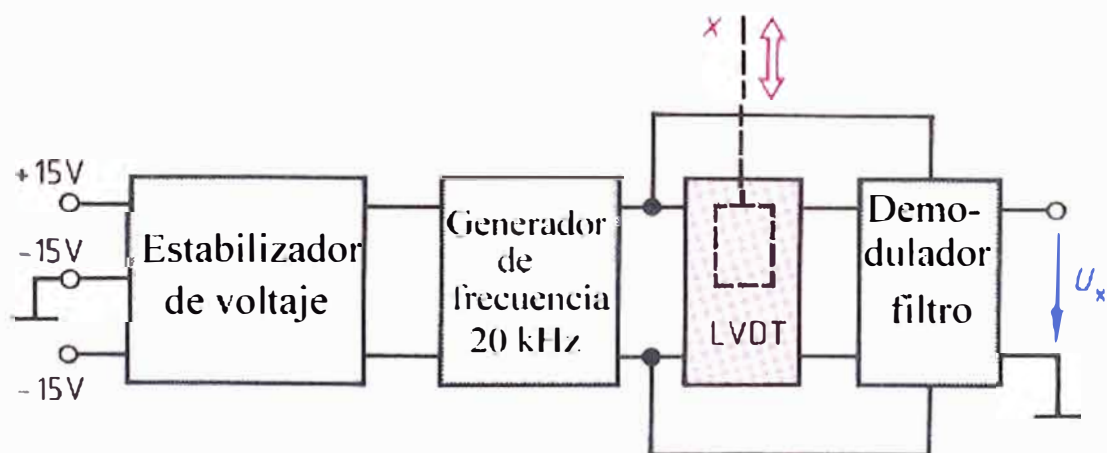 x
+15V
-15V
-15V
Estabilizador
de voltaje
Generador
de
frecuencia
20 kHz
LVDT
Demo-
dulador
filtro
Ux